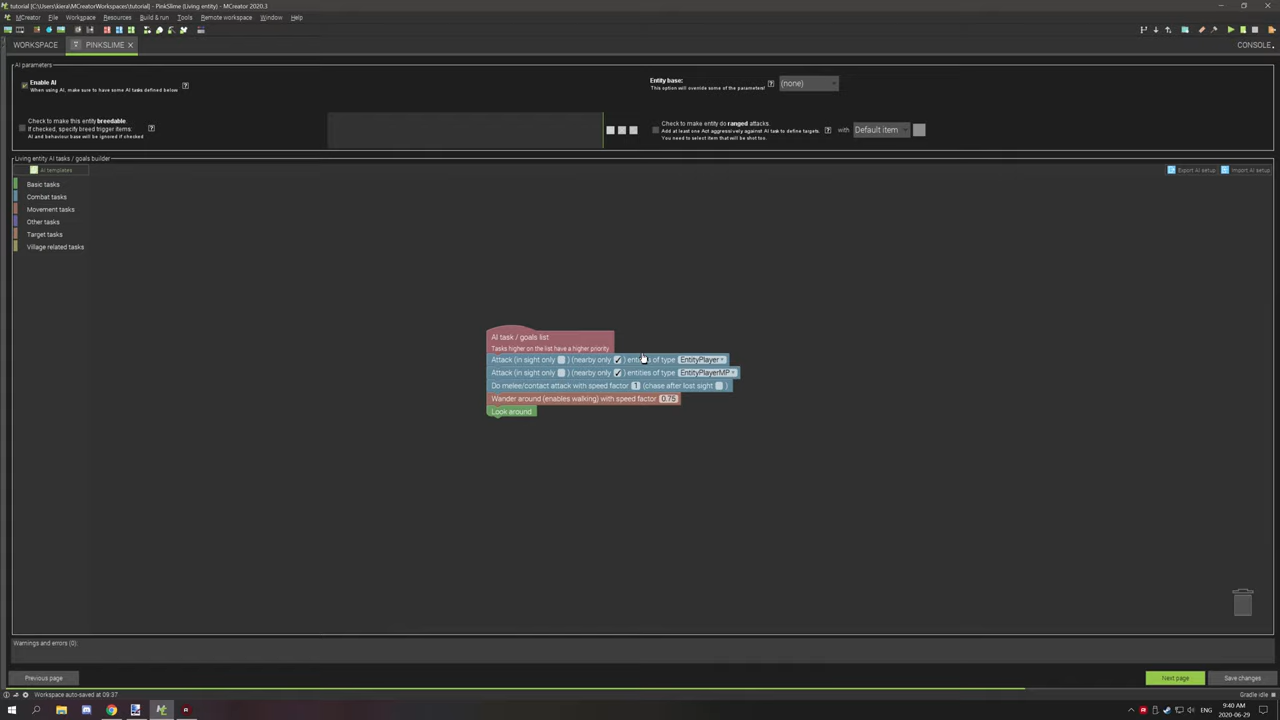 tutorial [C:\Users\kiera\MCreatorWorkspaces\tutorial] - PinkSlime (Living entity) - MCreator 2020.3
MCreator File Workspace Resources Build & run Tools Remote workspace Window Help
WORKSPACE PINKSLIME CONSOLE
AI parameters
Enable AI
When using AI, make sure to have some AI tasks defined below.
Entity base:
This option will override some of the parameters!
(none)
Check to make this entity breedable.
If checked, specify breed trigger items:
AI and behaviour base will be ignored if checked
Check to make entity do ranged attacks.
Add at least one Act aggressively against AI task to define targets.
You need to select item that will be shot too.
with Default item
Living entity AI tasks / goals builder
AI templates
Export AI setup Import AI setup
Basic tasks
Combat tasks
Movement tasks
Other tasks
Target tasks
Village related tasks
AI task / goals list
Tasks higher on the list have a higher priority
Attack (in sight only ) (nearby only ) entities of type EntityPlayer
Attack (in sight only ) (nearby only ) entities of type EntityPlayerMP
Do melee/contact attack with speed factor 1 (chase after lost sight )
Wander around (enables walking) with speed factor 0.75
Look around
Warnings and errors (0):
Previous page Next page Save changes
Workspace auto-saved at 09:37 Gradle idle
ENG 9:40 AM
2020-06-29